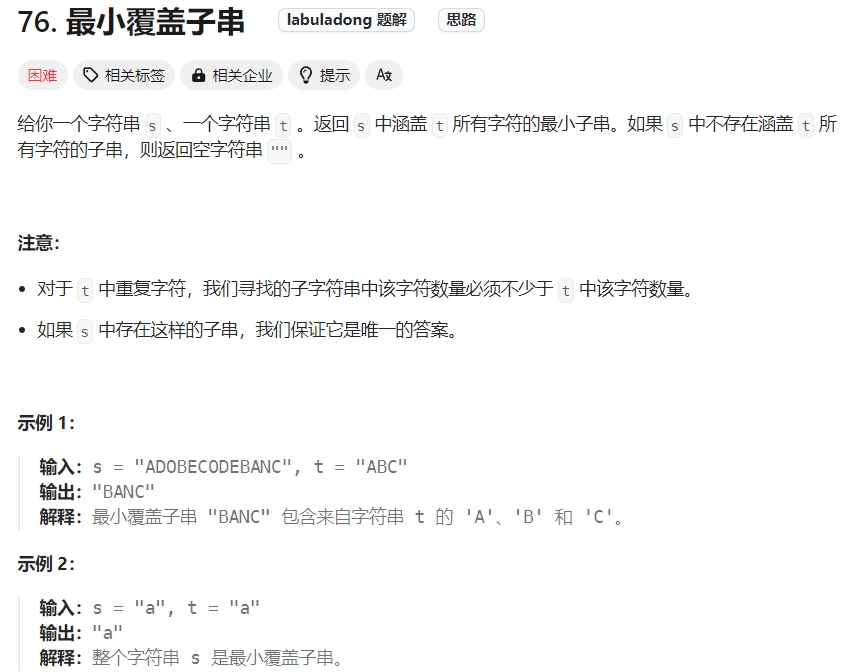 76. 最小覆盖子串 labuladong 题解 思路
困难 相关标签 相关企业 提示 Aあ
给你一个字符串 s 、一个字符串 t 。返回 s 中涵盖 t 所有字符的最小子串。如果 s 中不存在涵盖 t 所
有字符的子串，则返回空字符串 "" 。
注意：
• 对于 t 中重复字符，我们寻找的子字符串中该字符数量必须不少于 t 中该字符数量。
• 如果 s 中存在这样的子串，我们保证它是唯一的答案。
示例 1：
输入：s = "ADOBECODEBANC", t = "ABC"
输出："BANC"
解释：最小覆盖子串 "BANC" 包含来自字符串 t 的 'A'、'B' 和 'C'。
示例 2：
输入：s = "a", t = "a"
输出："a"
解释：整个字符串 s 是最小覆盖子串。